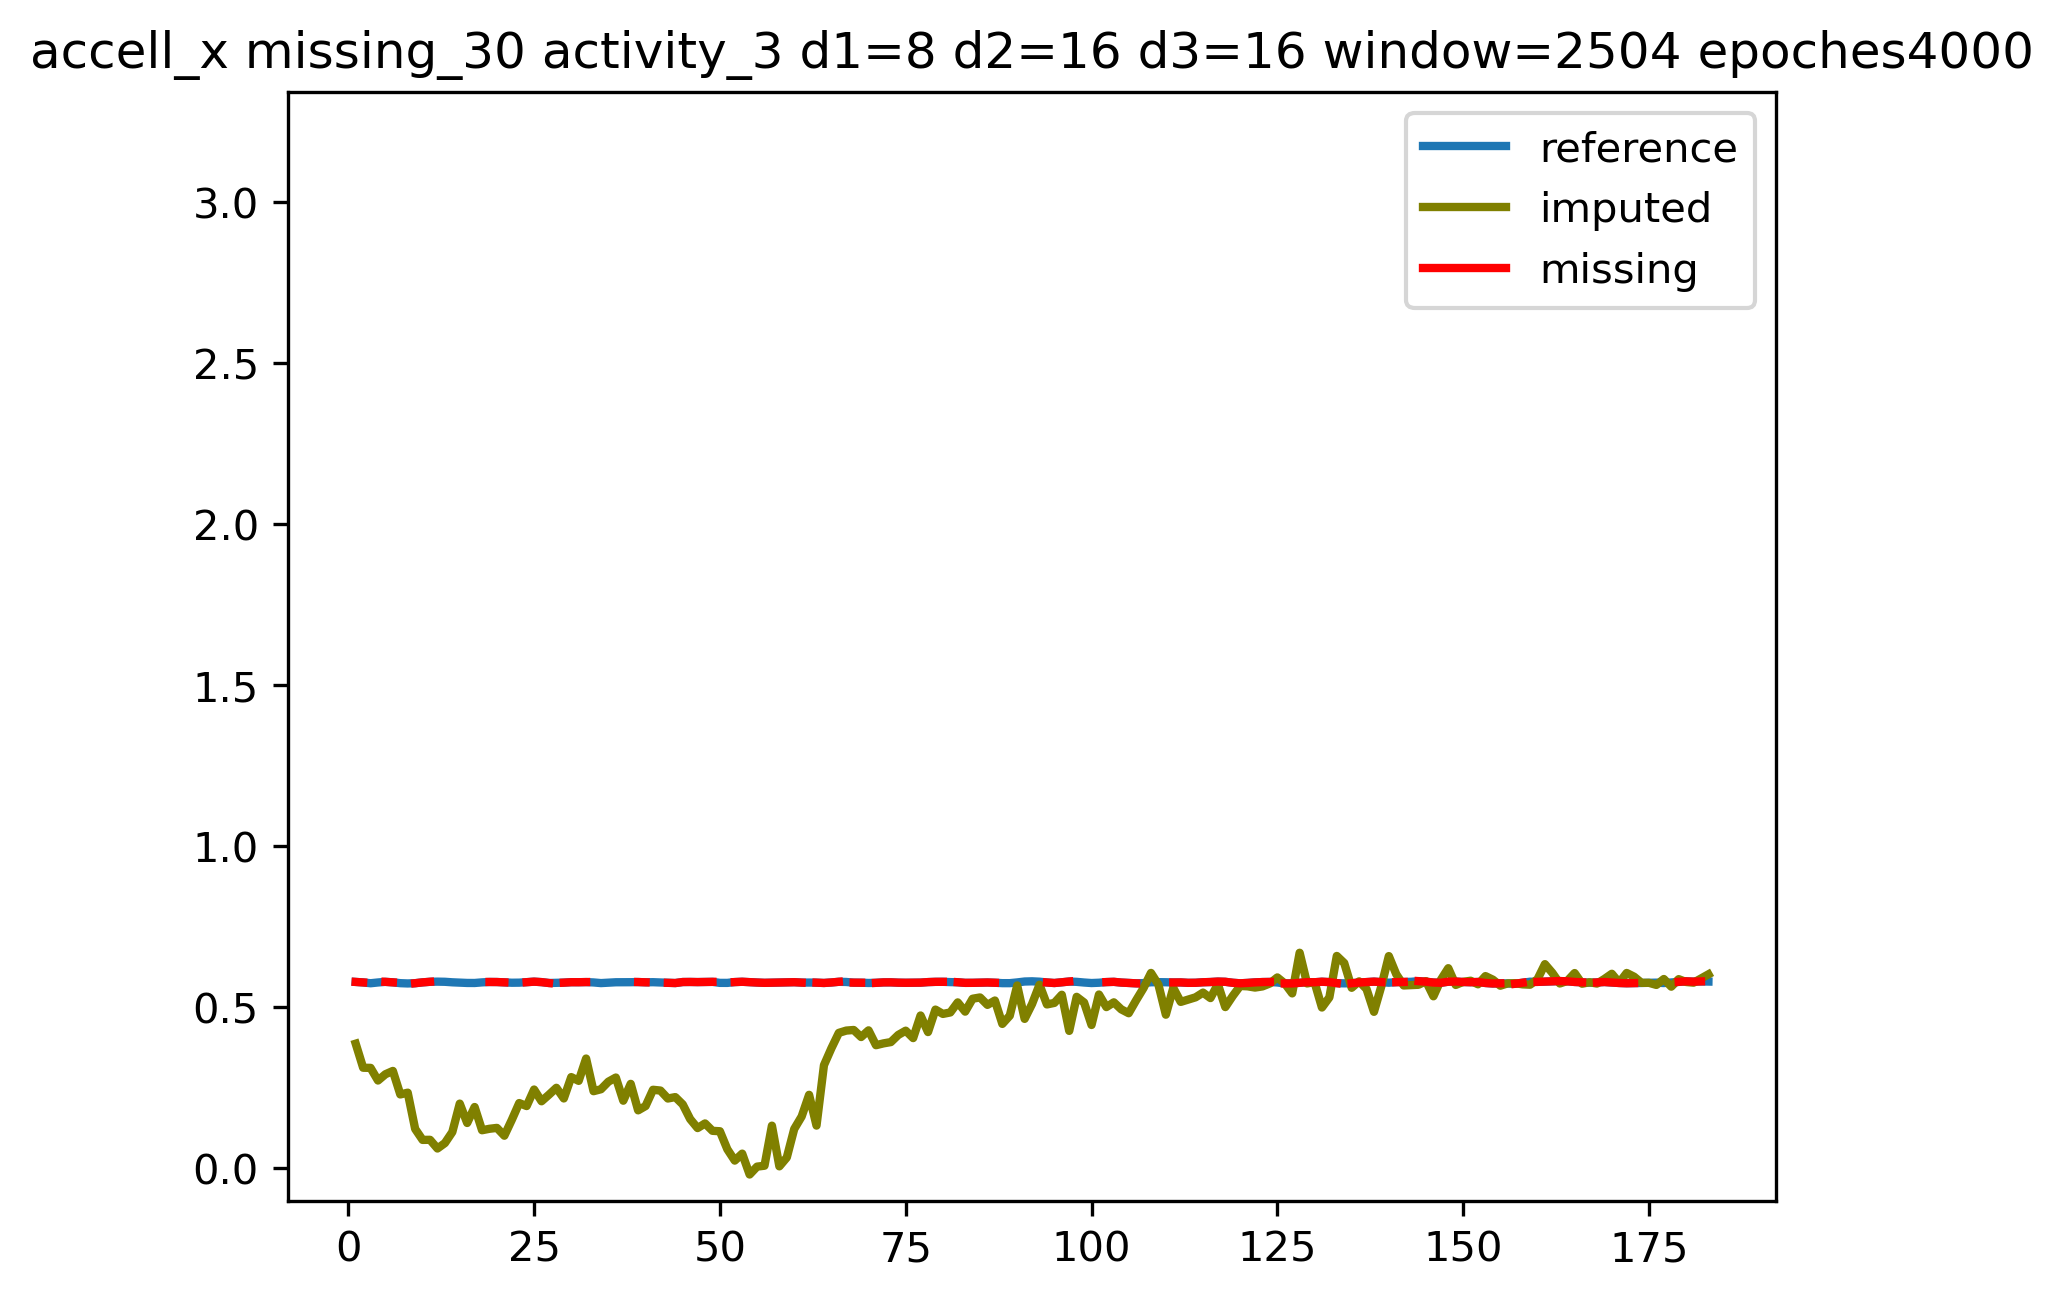 accell_x missing_30 activity_3 d1=8 d2=16 d3=16 window=2504 epoches4000
reference
imputed
missing
3.0
2.5
2.0
1.5
1.0
0.5
0.0
0 25 50 75 100 125 150 175